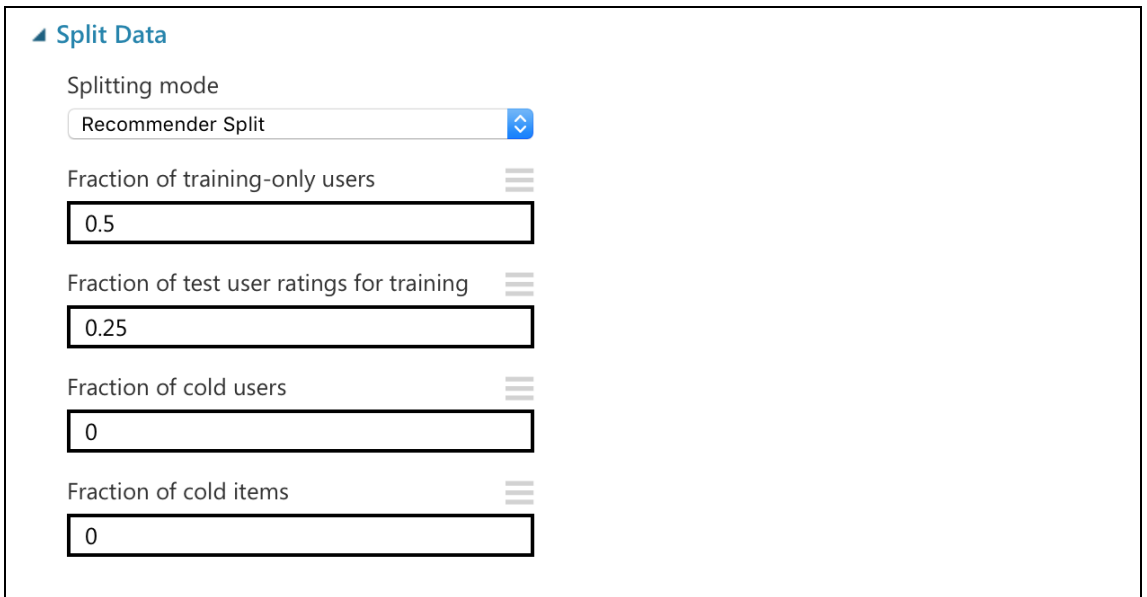 Split Data
Splitting mode
Recommender Split
Fraction of training-only users
0.5
Fraction of test user ratings for training
0.25
Fraction of cold users
0
Fraction of cold items
0